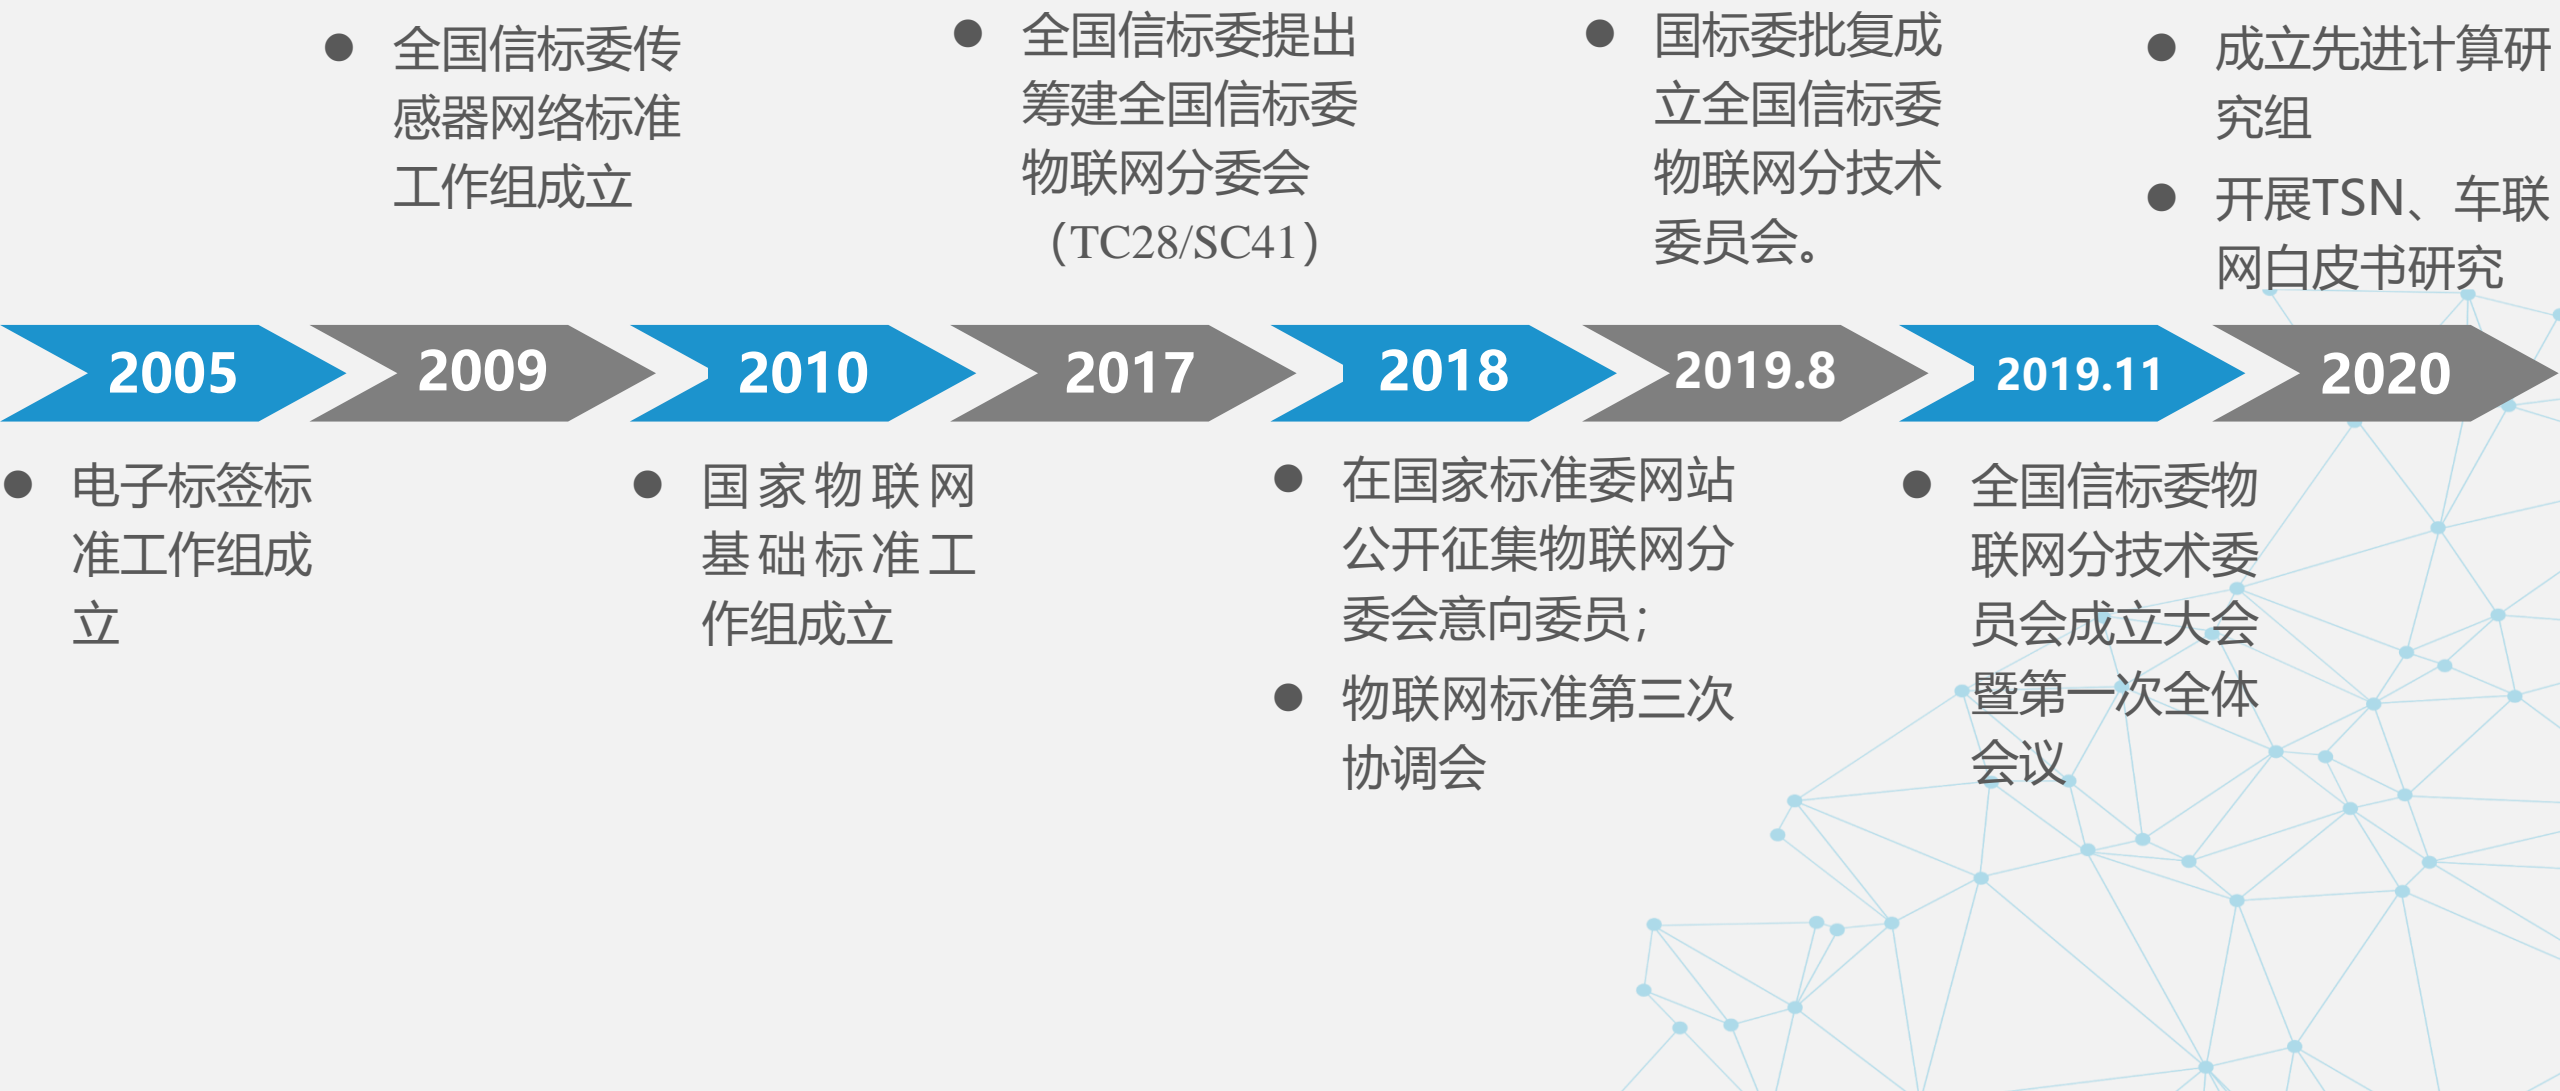 ● 全国信标委传
感器网络标准
工作组成立
● 全国信标委提出
筹建全国信标委
物联网分委会
（TC28/SC41）
● 国标委批复成
立全国信标委
物联网分技术
委员会。
● 成立先进计算研
究组
● 开展TSN、车联
网白皮书研究
2005
2009
2010
2017
2018
2019.8
2019.11
2020
● 电子标签标
准工作组成
立
● 国家物联网
基础标准工
作组成立
● 在国家标准委网站
公开征集物联网分
委会意向委员；
● 物联网标准第三次
协调会
● 全国信标委物
联网分技术委
员会成立大会
暨第一次全体
会议